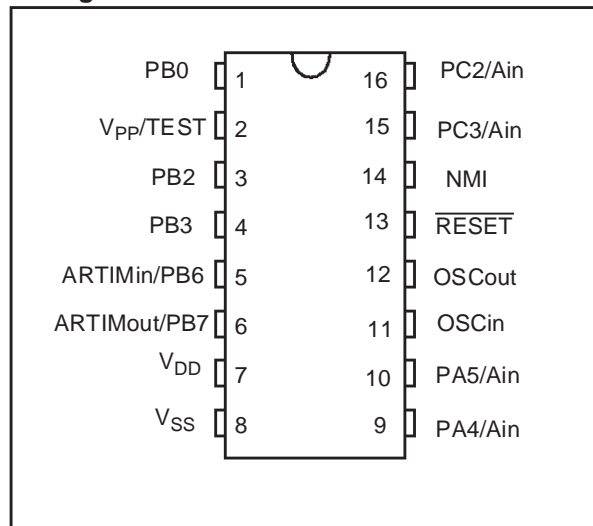 PB0 1 16 PC2/Ain
VPP/TEST 2 15 PC3/Ain
PB2 3 14 NMI
PB3 4 13 RESET
ARTIMin/PB6 5 12 OSCout
ARTIMout/PB7 6 11 OSCin
VDD 7 10 PA5/Ain
VSS 8 9 PA4/Ain